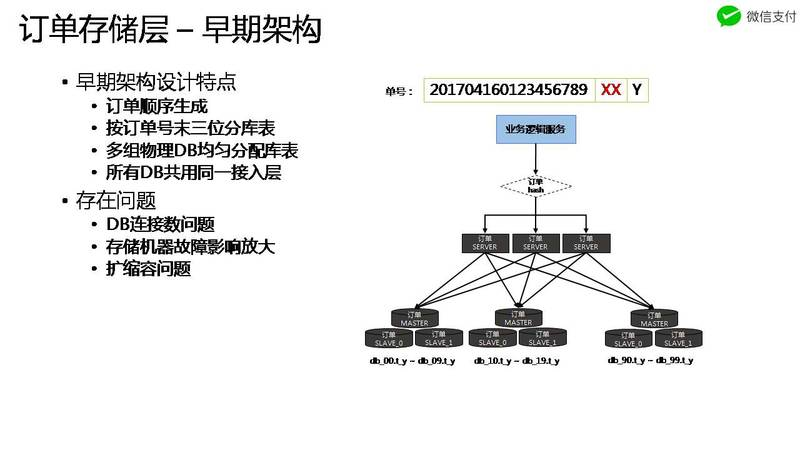 微信支付
订单存储层 – 早期架构
• 早期架构设计特点
• 订单顺序生成
• 按订单号末三位分库表
• 多组物理DB均匀分配库表
• 所有DB共用同一接入层
• 存在问题
• DB连接数问题
• 存储机器故障影响放大
• 扩缩容问题
单号： 201704160123456789 XX Y
业务逻辑服务
订单
hash
订单 订单 订单
SERVER SERVER SERVER
订单 订单 订单
MASTER MASTER MASTER
订单 订单 订单 订单 订单 订单
SLAVE_0 SLAVE_1 SLAVE_0 SLAVE_1 SLAVE_0 SLAVE_1
db_00.t_y ~ db_09.t_y db_10.t_y ~ db_19.t_y db_90.t_y ~ db_99.t_y